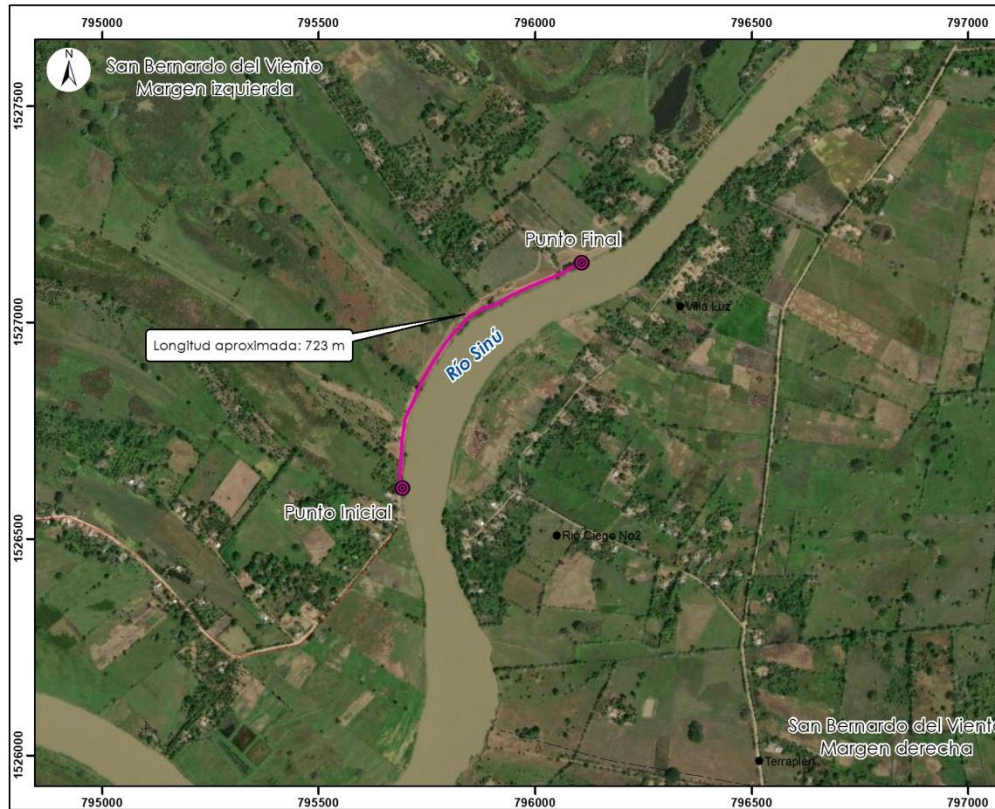 795000 795500 796000 796500 797000
N
San Bernardo del Viento
Margen izquierda
1527500
Punto Final
Villa Luz
1527000
Longitud aproximada: 723 m
Río Sinú
Punto Inicial
1526500
Río Ciego No2
San Bernardo del Viento
Margen derecha
1526000
Terraplén
795000 795500 796000 796500 797000